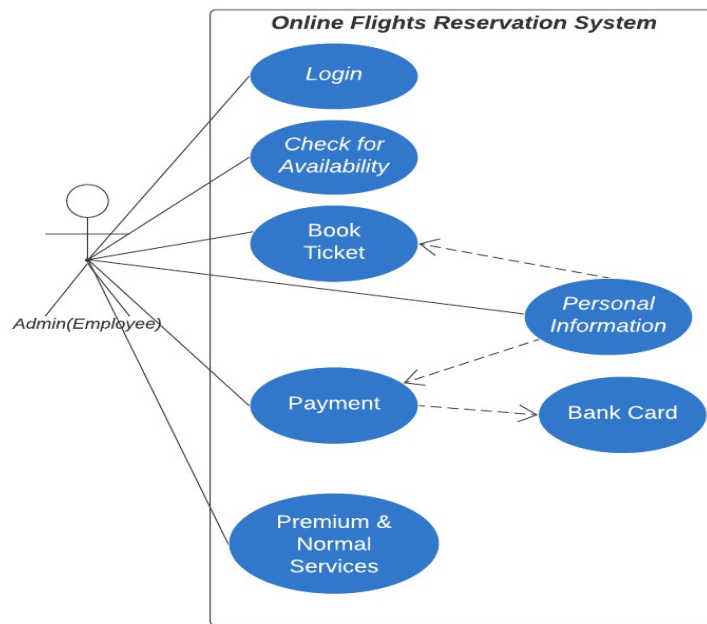 Online Flights Reservation System
Login
Check for
Availability
Book
Ticket
Personal
Information
Admin(Employee)
Payment
Bank Card
Premium &
Normal
Services